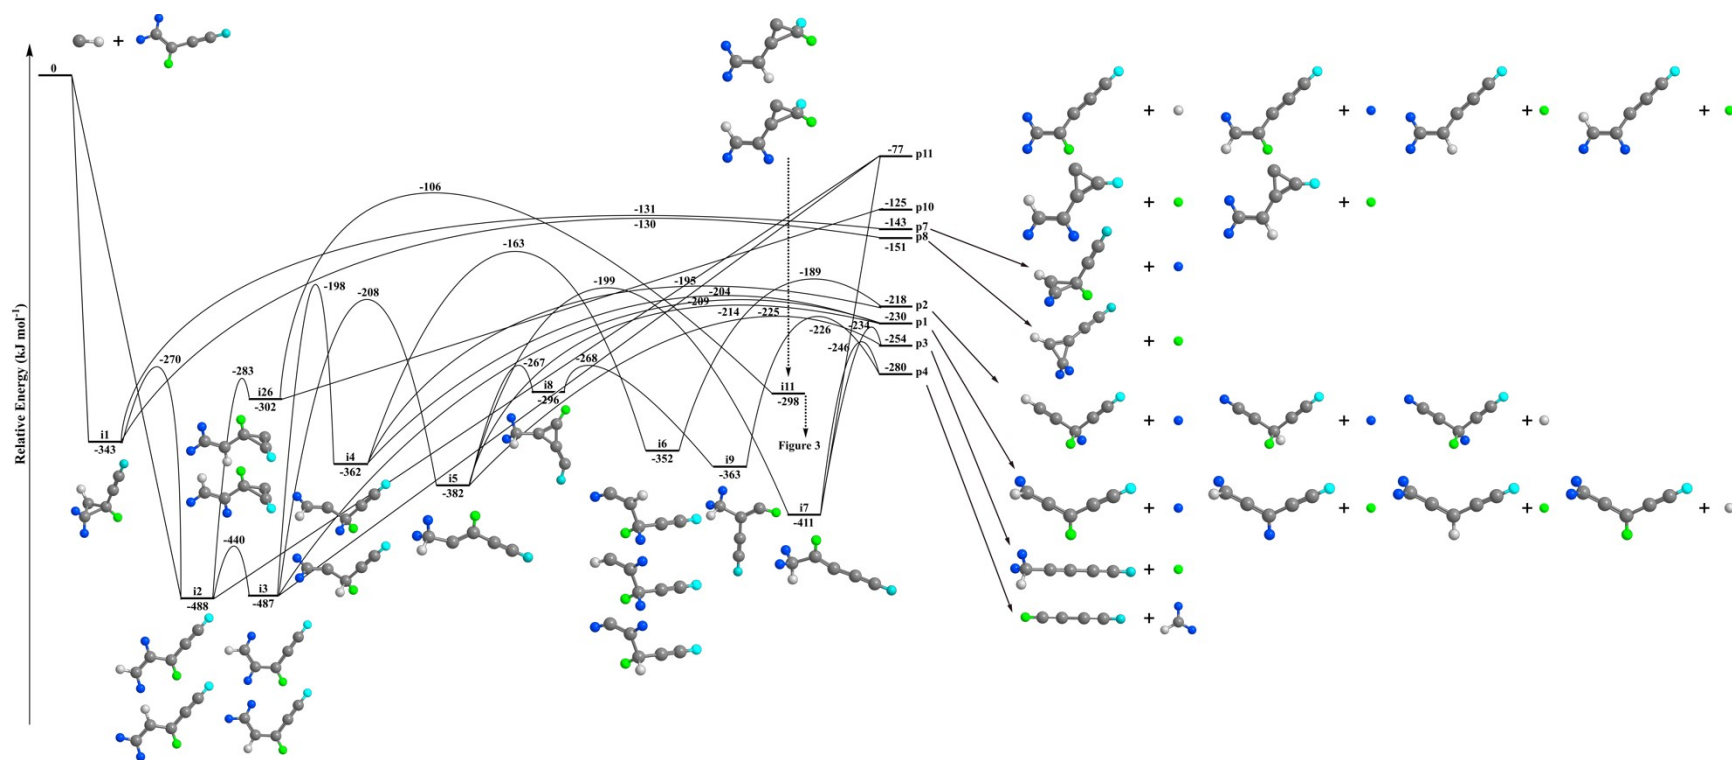 +
0
Relative Energy (kJ mol⁻¹)
-77 p11
+ + + +
-106
-125 p10
-131
-130
-143 p7
p8
-151
+ +
+
-163
-189
-198
-199
-195
-208
-204
-209
-214
-225
-218 p2
-230 p1
-226
-234
-246
-254 p3
-280 p4
+
-270
-283
-267
-268
i26
-302
i8
-296
i11
-298
Figure 3
i1
-343
i4
-362
i5
-382
i6
-352
i9
-363
i7
-411
+ + +
-440
i2
-488
i3
-487
+ + + +
+
+